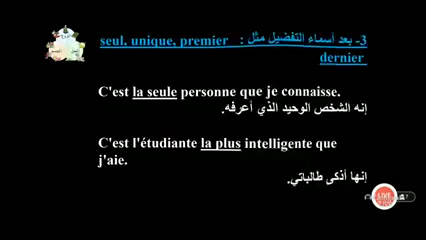 3- بعد أسماء التفضيل مثل : seul, unique, premier
dernier
C'est la seule personne que je connaisse.
إنه الشخص الوحيد الذي أعرفه.
C'est l'étudiante la plus intelligente que
j'aie.
إنها أذكى طالباتي.
LIKE